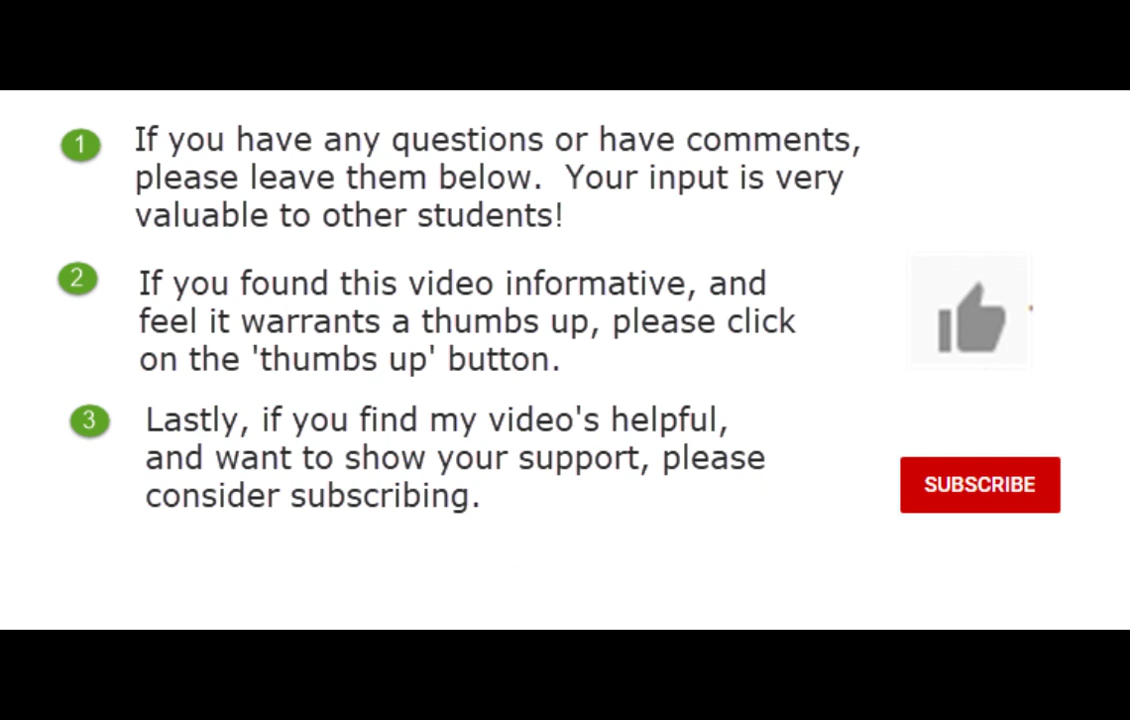 1
If you have any questions or have comments,
please leave them below.  Your input is very
valuable to other students!
2
If you found this video informative, and
feel it warrants a thumbs up, please click
on the 'thumbs up' button.
3
Lastly, if you find my video's helpful,
and want to show your support, please
consider subscribing.
SUBSCRIBE